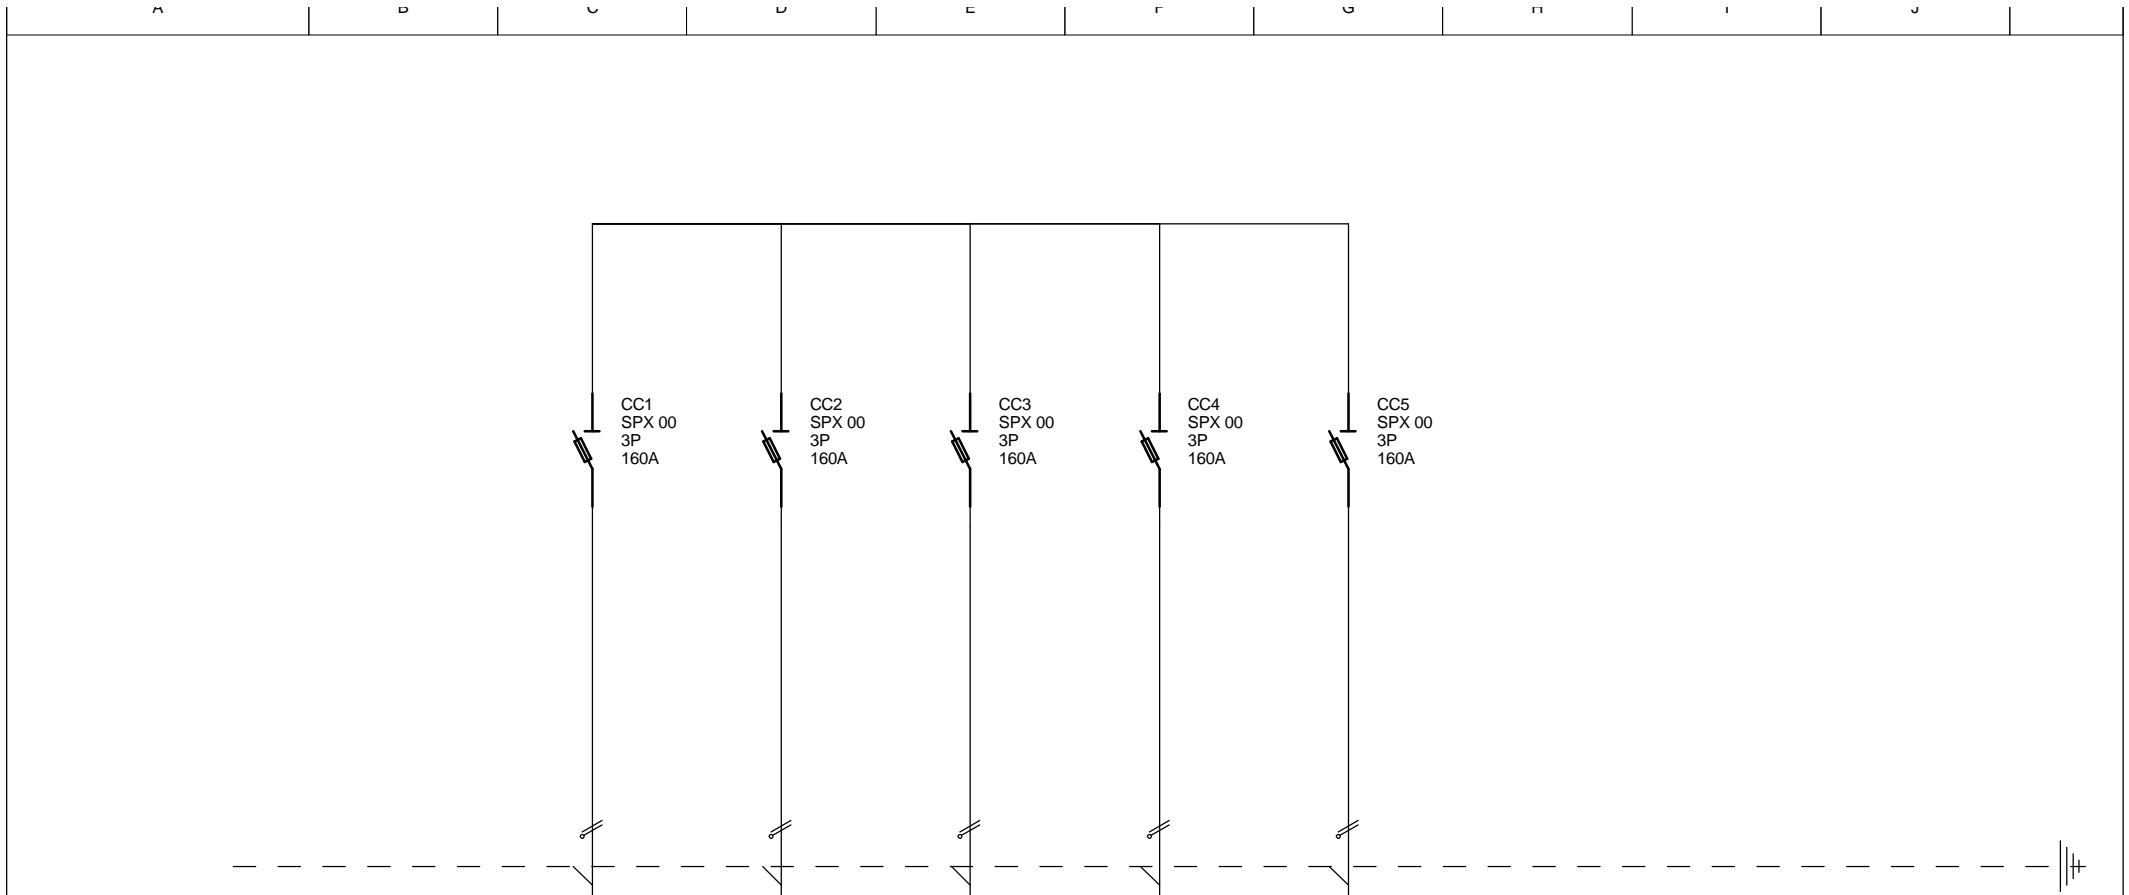 A B C D E F G H I J
CC1
SPX 00
3P
160A
CC2
SPX 00
3P
160A
CC3
SPX 00
3P
160A
CC4
SPX 00
3P
160A
CC5
SPX 00
3P
160A